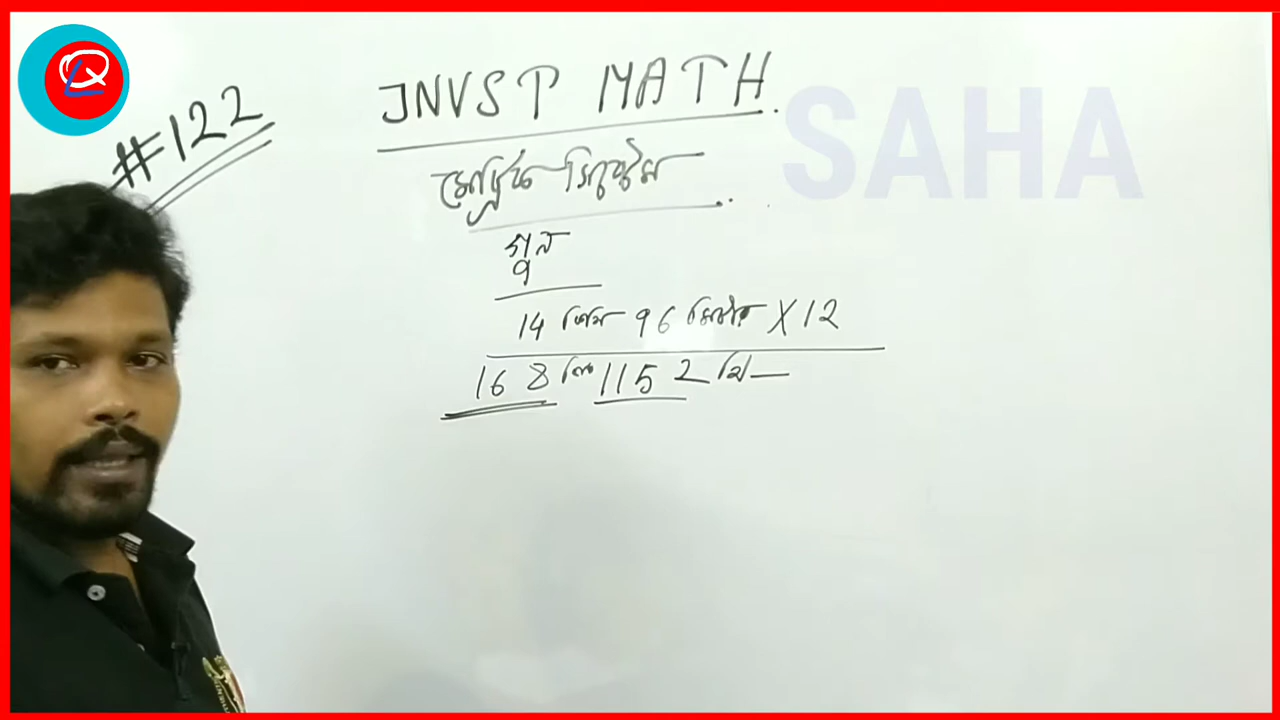 #122
JNVST MATH.
SAHA
মেট্রিক সিস্টেম
গুন
14 কিমি 96 মিটার X 12
168 কি 1152 মি